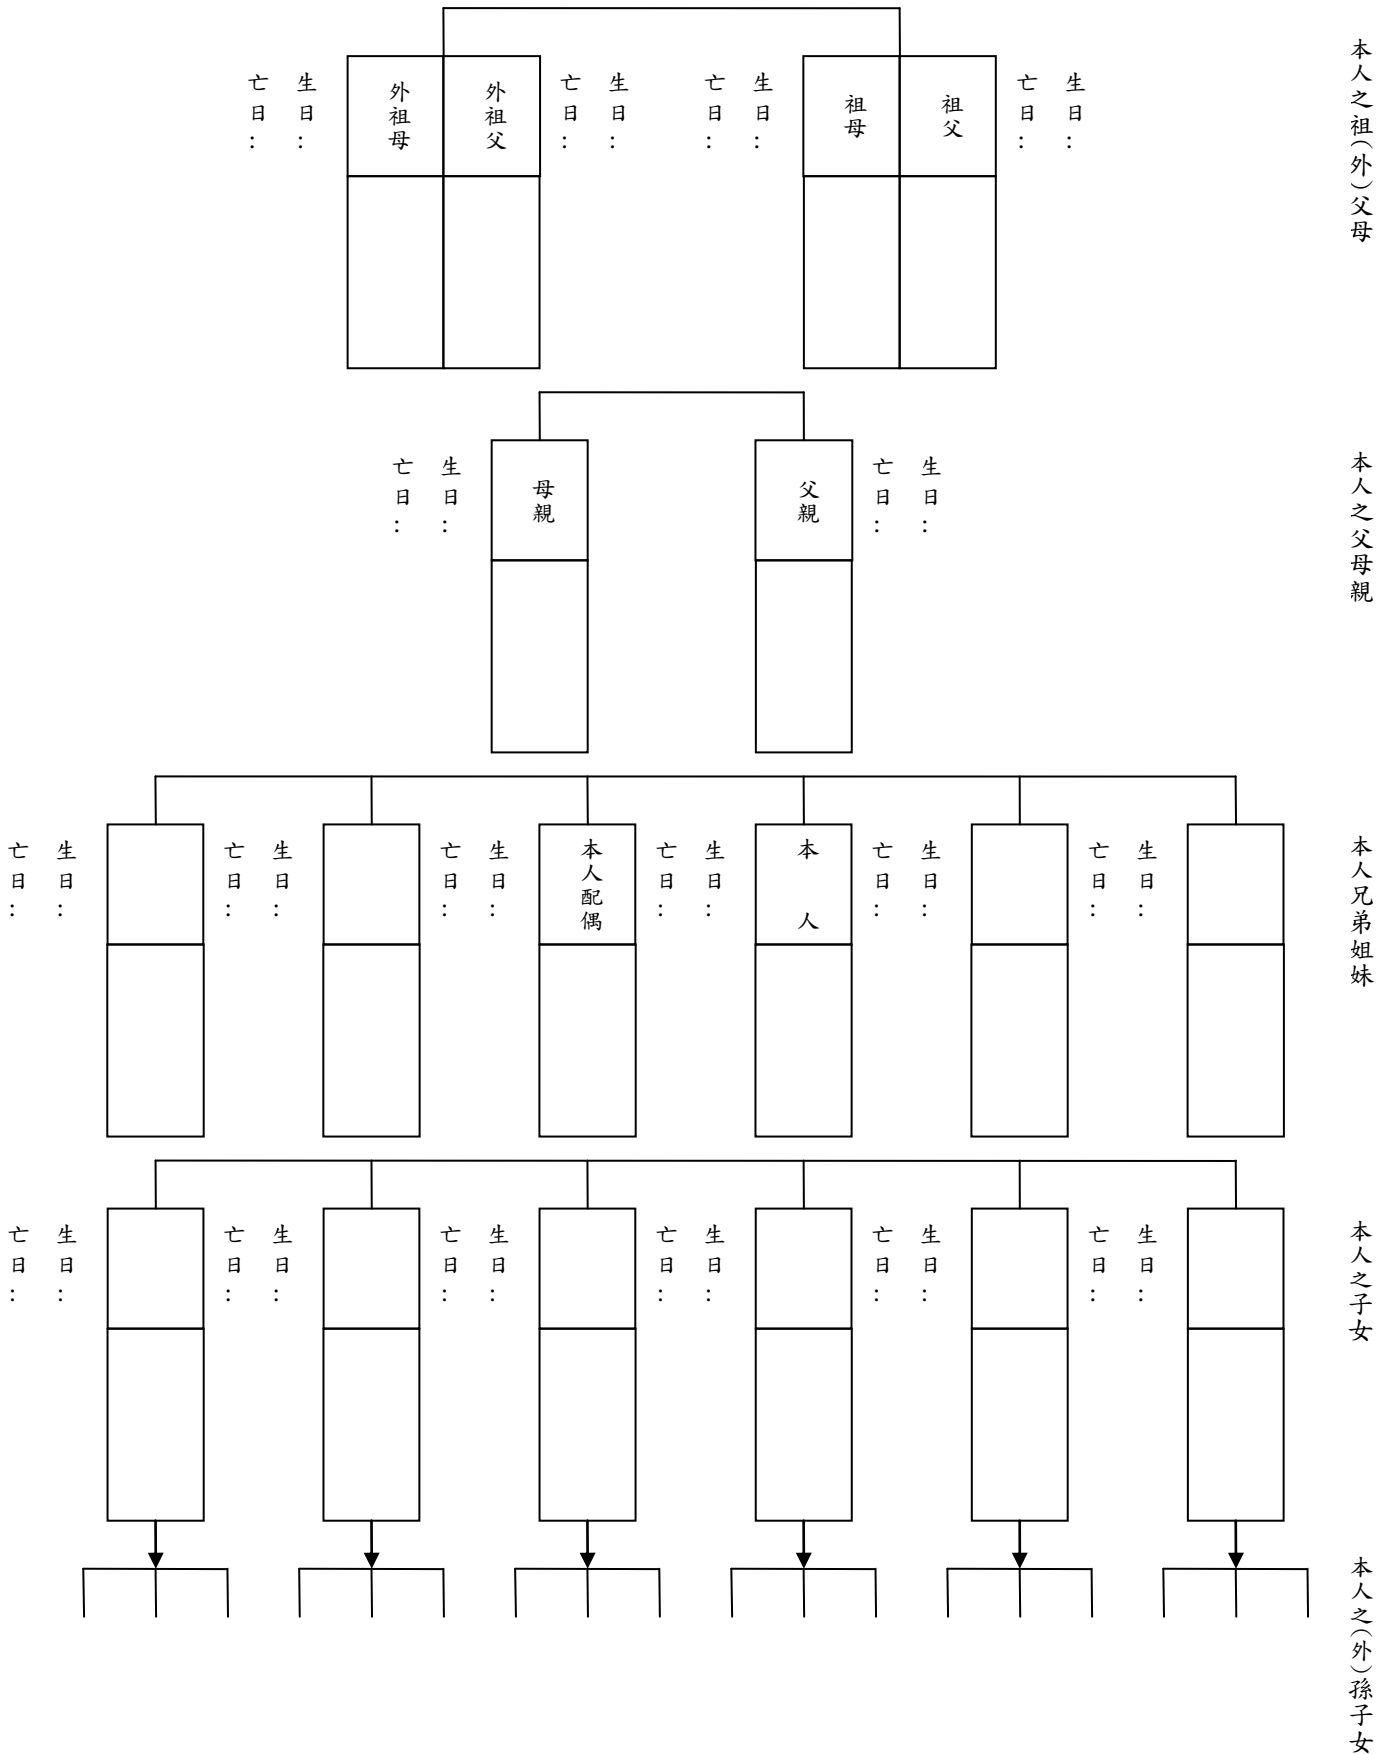 本人之祖(外)父母
生日：
亡日：
祖父
祖母
生日：
亡日：
生日：
亡日：
外祖父
外祖母
生日：
亡日：
本人之父母親
生日：
亡日：
父親
母親
生日：
亡日：
本人兄弟姐妹
生日：
亡日：
生日：
亡日：
本人
生日：
亡日：
本人配偶
生日：
亡日：
生日：
亡日：
生日：
亡日：
本人之子女
生日：
亡日：
生日：
亡日：
生日：
亡日：
生日：
亡日：
生日：
亡日：
生日：
亡日：
本人之(外)孫子女